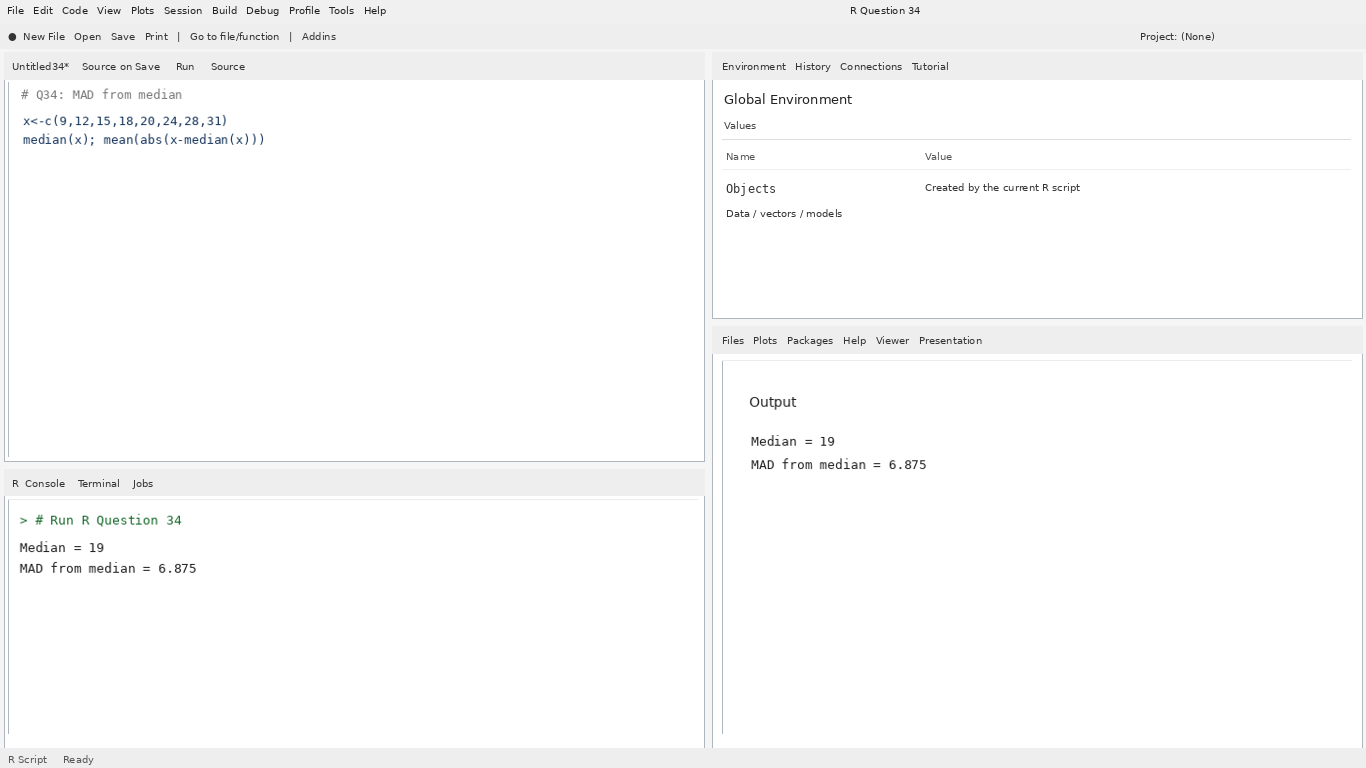 File Edit Code View Plots Session Build Debug Profile Tools Help
R Question 34
● New File Open Save Print | Go to file/function | Addins
Project: (None)
Untitled34* Source on Save Run Source
# Q34: MAD from median
x<-c(9,12,15,18,20,24,28,31)
median(x); mean(abs(x-median(x)))
R Console Terminal Jobs
> # Run R Question 34
Median = 19
MAD from median = 6.875
Environment History Connections Tutorial
Global Environment
Values
Name Value
Objects Created by the current R script
Data / vectors / models
Files Plots Packages Help Viewer Presentation
Output
Median = 19
MAD from median = 6.875
R Script Ready